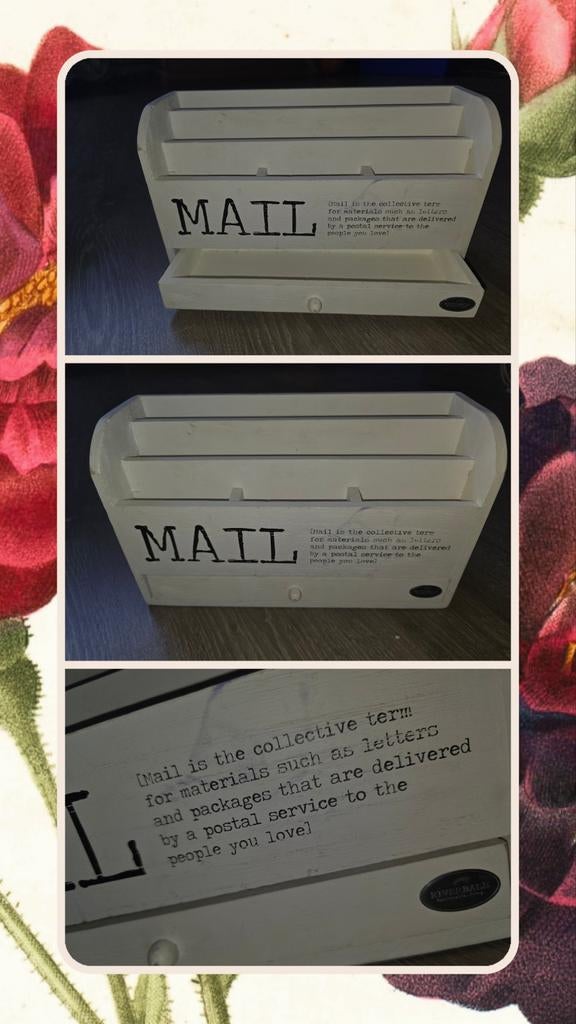 MAIL
[Mail is the collective term
for materials such as letters
and packages that are delivered
by a postal service to the
people you love]
MAIL
[Mail is the collective term
for materials such as letters
and packages that are delivered
by a postal service to the
people you love]
L
[Mail is the collective term
for materials such as letters
and packages that are delivered
by a postal service to the
people you love]
RIVERDALE